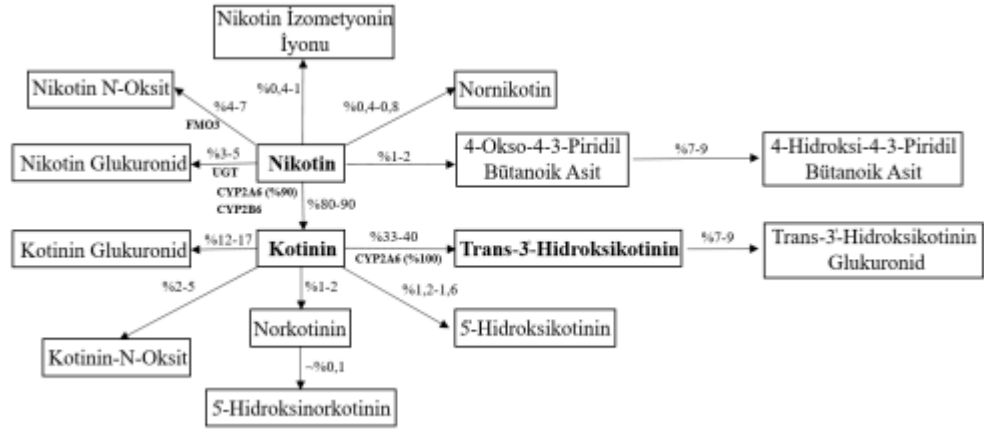 Nikotin İzometyonin
İyonu
Nikotin N'-Oksit
%4-7
FMO3
%0,4-1
%0,4-0,8
Nornikotin
Nikotin Glukuronid
%3-5
UGT
Nikotin
%1-2
4-Okso-4-3-Piridil
Bütanoik Asit
%7-9
4-Hidroksi-4-3-Piridil
Bütanoik Asit
CYP2A6 (%90)
CYP2B6
%80-90
Kotinin Glukuronid
%12-17
Kotinin
%33-40
CYP2A6 (%100)
Trans-3'-Hidroksikotinin
%7-9
Trans-3'-Hidroksikotinin
Glukuronid
%2-5
%1-2
%1,2-1,6
Kotinin-N-Oksit
Norkotinin
5'-Hidroksikotinin
~%0,1
5'-Hidroksinorkotinin